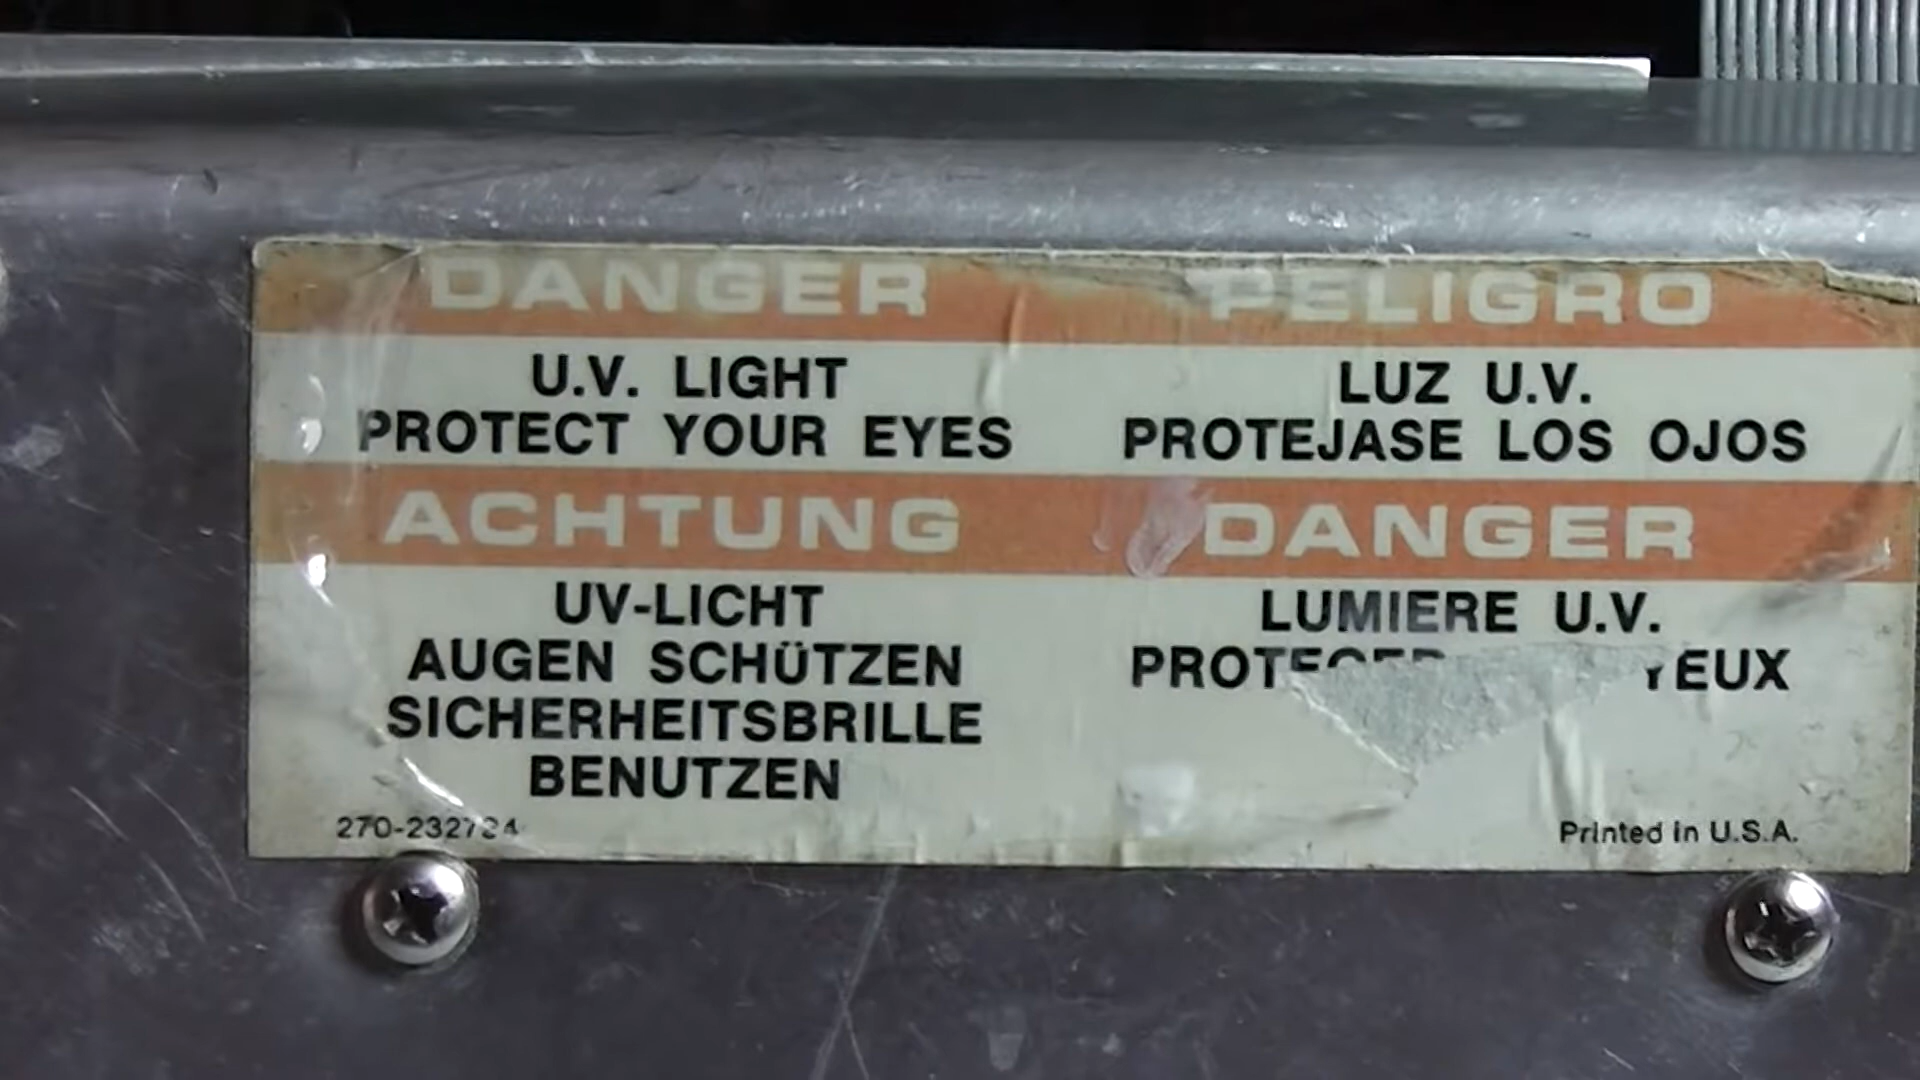 DANGER
U.V. LIGHT
PROTECT YOUR EYES
PELIGRO
LUZ U.V.
PROTEJASE LOS OJOS
ACHTUNG
UV-LICHT
AUGEN SCHÜTZEN
SICHERHEITSBRILLE
BENUTZEN
DANGER
LUMIERE U.V.
PROTEGER YEUX
270-232724
Printed in U.S.A.